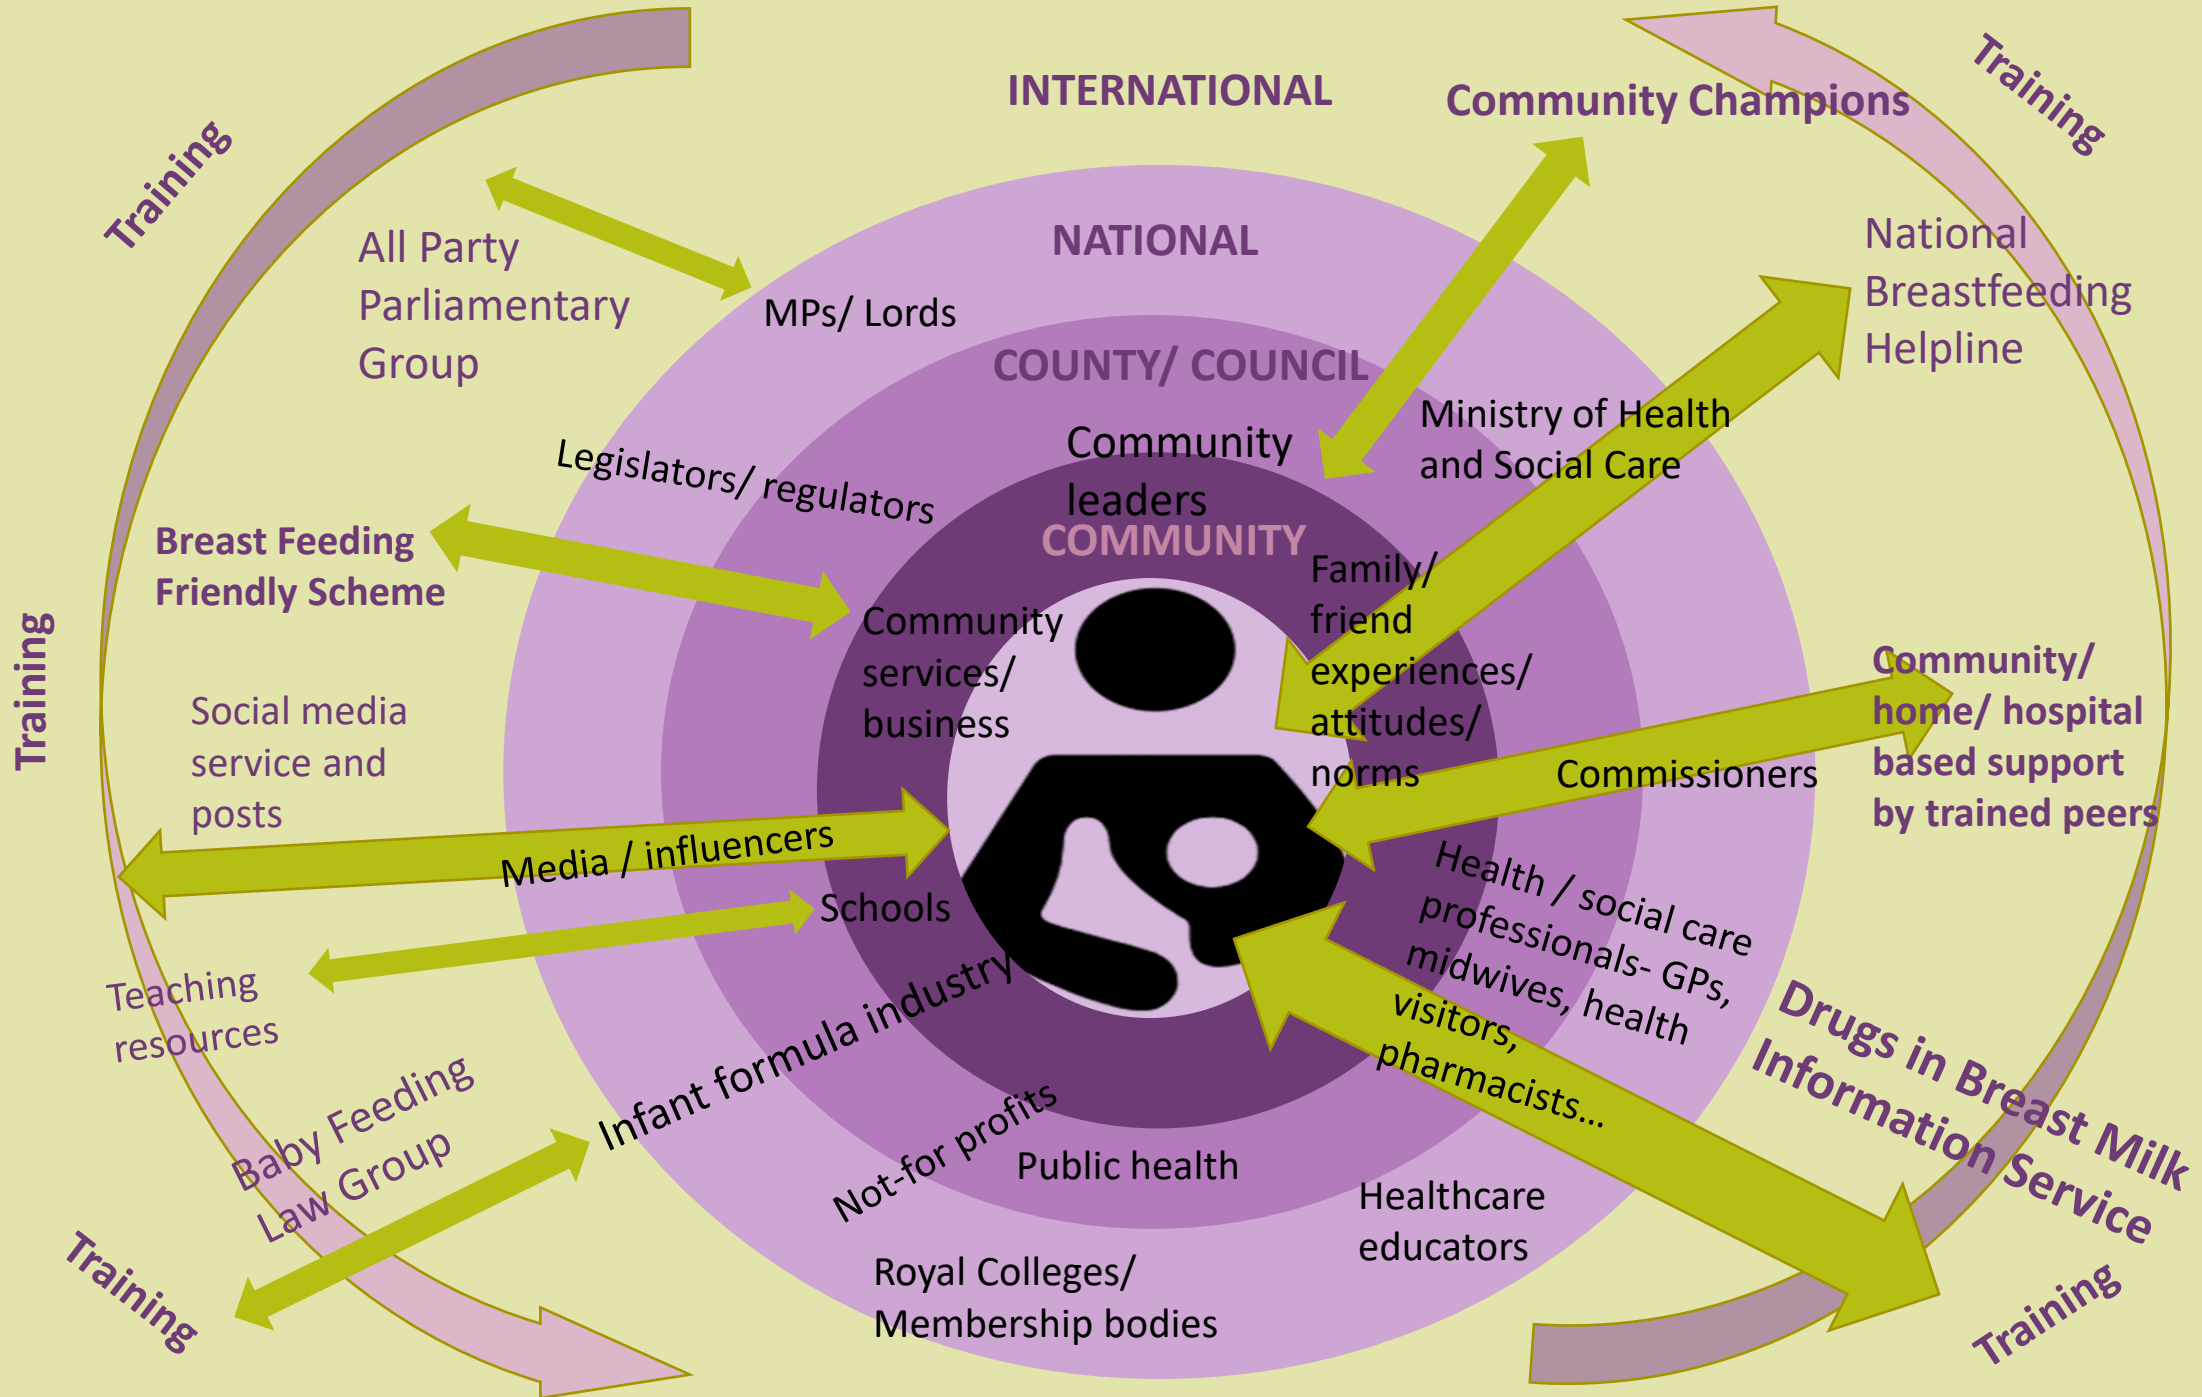 INTERNATIONAL
Community Champions
Training
Training
NATIONAL
All Party
Parliamentary
Group
MPs/ Lords
National
Breastfeeding
Helpline
COUNTY/ COUNCIL
Community
leaders
Ministry of Health
and Social Care
Legislators/ regulators
COMMUNITY
Breast Feeding
Friendly Scheme
Family/
friend
experiences/
attitudes/
norms
Community
services/
business
Training
Social media
service and
posts
Community/
home/ hospital
based support
by trained peers
Commissioners
Media / influencers
Schools
Health / social care
professionals- GPs,
midwives, health
visitors,
pharmacists...
Teaching
resources
Infant formula industry
Drugs in Breast Milk
Information Service
Baby Feeding
Law Group
Not-for profits
Public health
Healthcare
educators
Royal Colleges/
Membership bodies
Training
Training